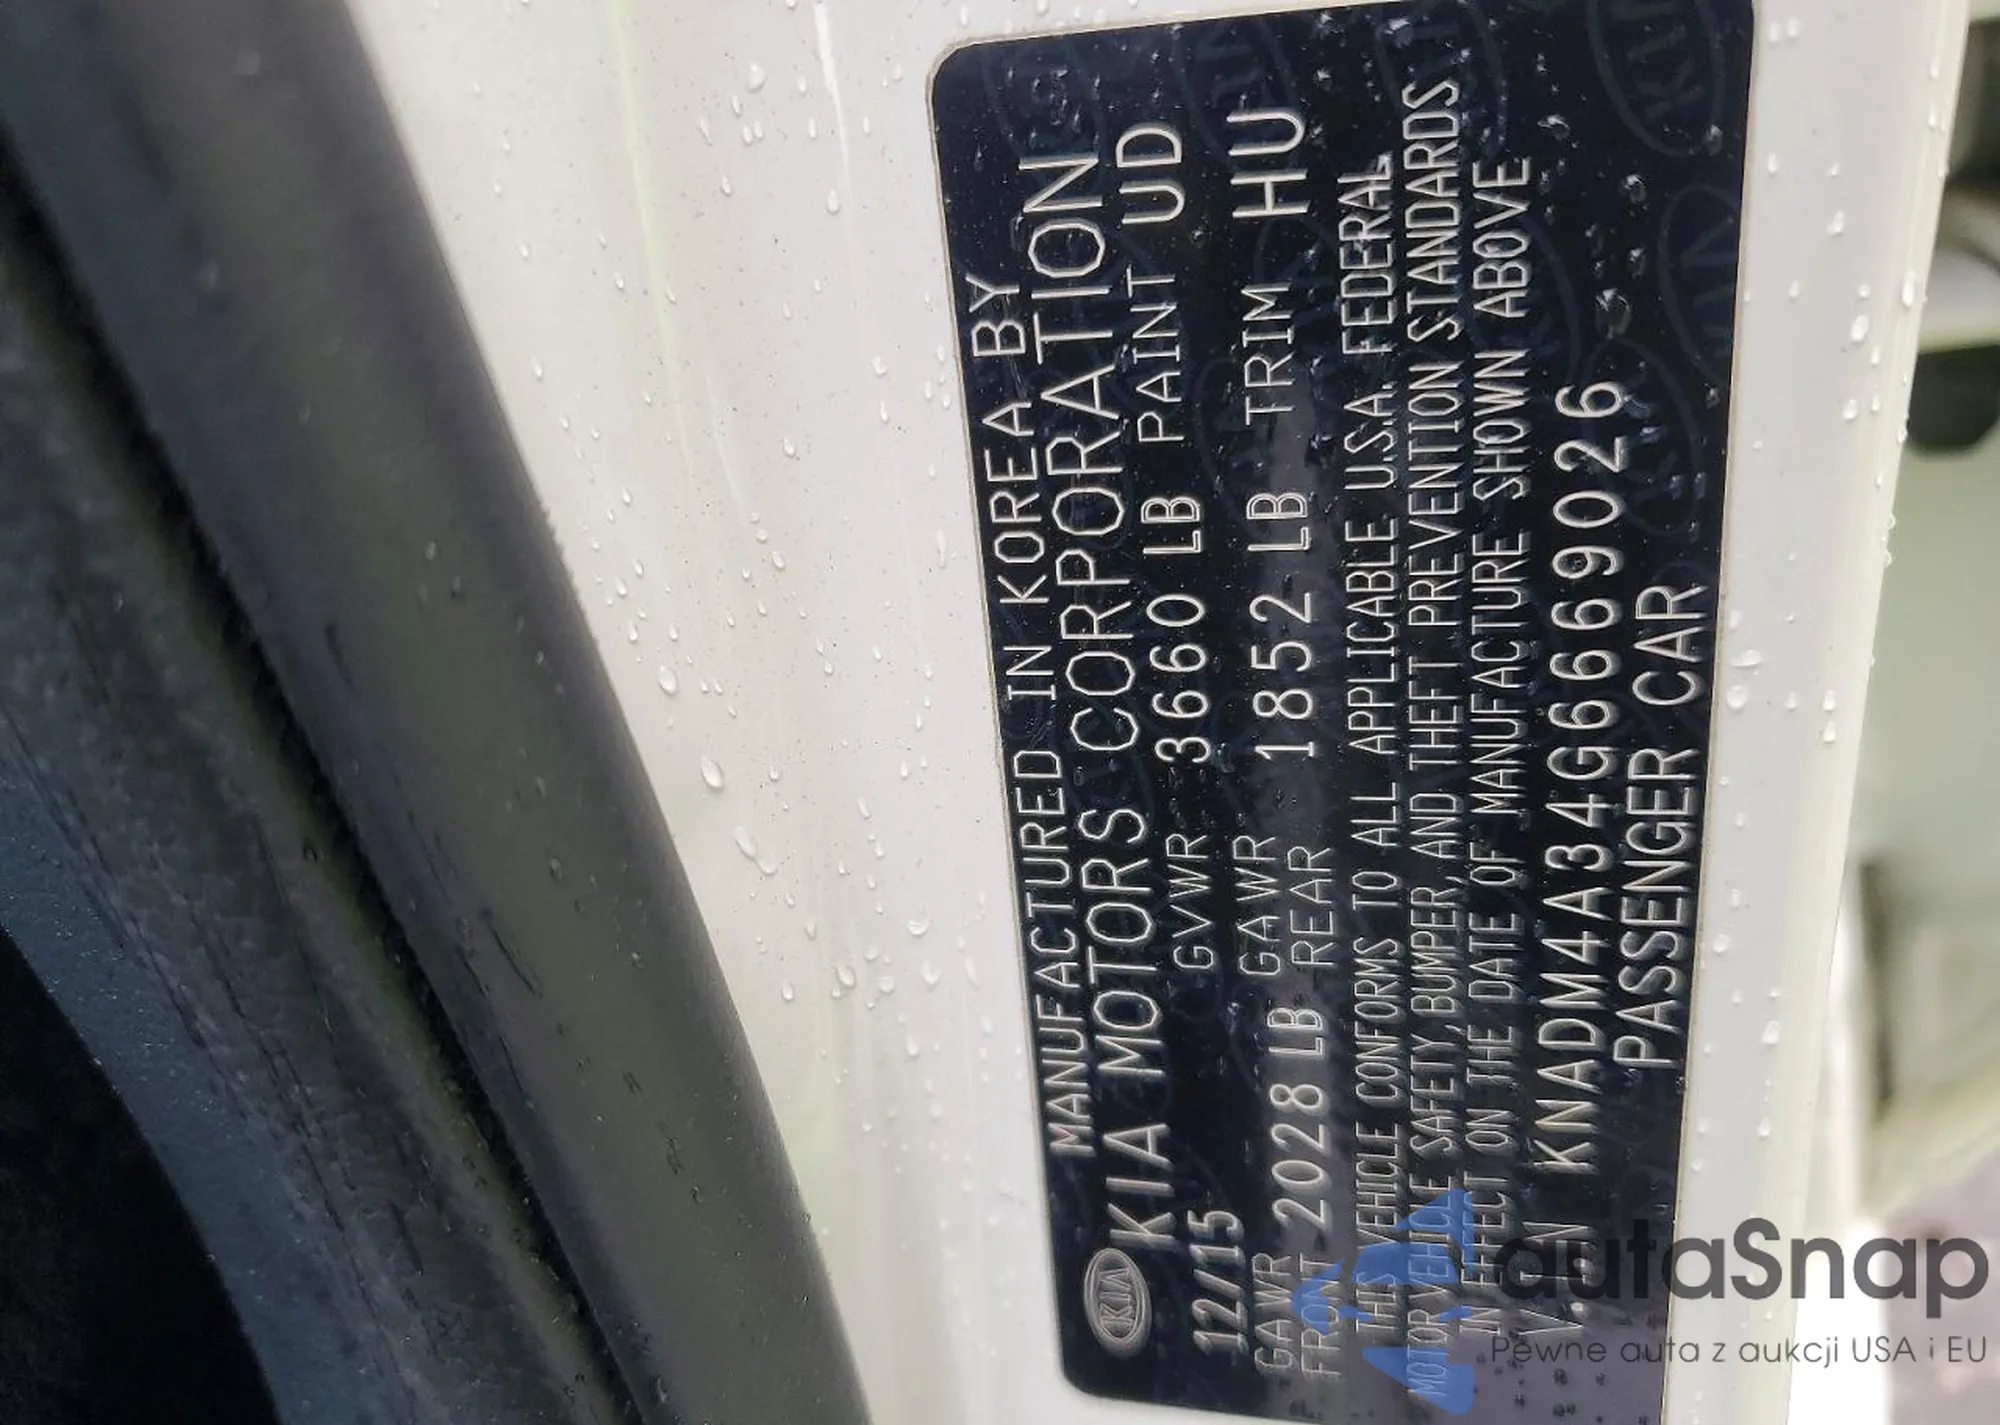 MANUFACTURED IN KOREA BY
KIA KIA MOTORS CORPORATION
12/15 GVWR 3660 LB PAINT UD
GAWR FRONT 2028 LB GAWR REAR 1852 LB TRIM HU
THIS VEHICLE CONFORMS TO ALL APPLICABLE U.S.A. FEDERAL
MOTOR VEHICLE SAFETY, BUMPER, AND THEFT PREVENTION STANDARDS
IN EFFECT ON THE DATE OF MANUFACTURE SHOWN ABOVE
V.I.N KNADM4A34G6669026
PASSENGER CAR
autaSnap
Pewne auta z aukcji USA i EU